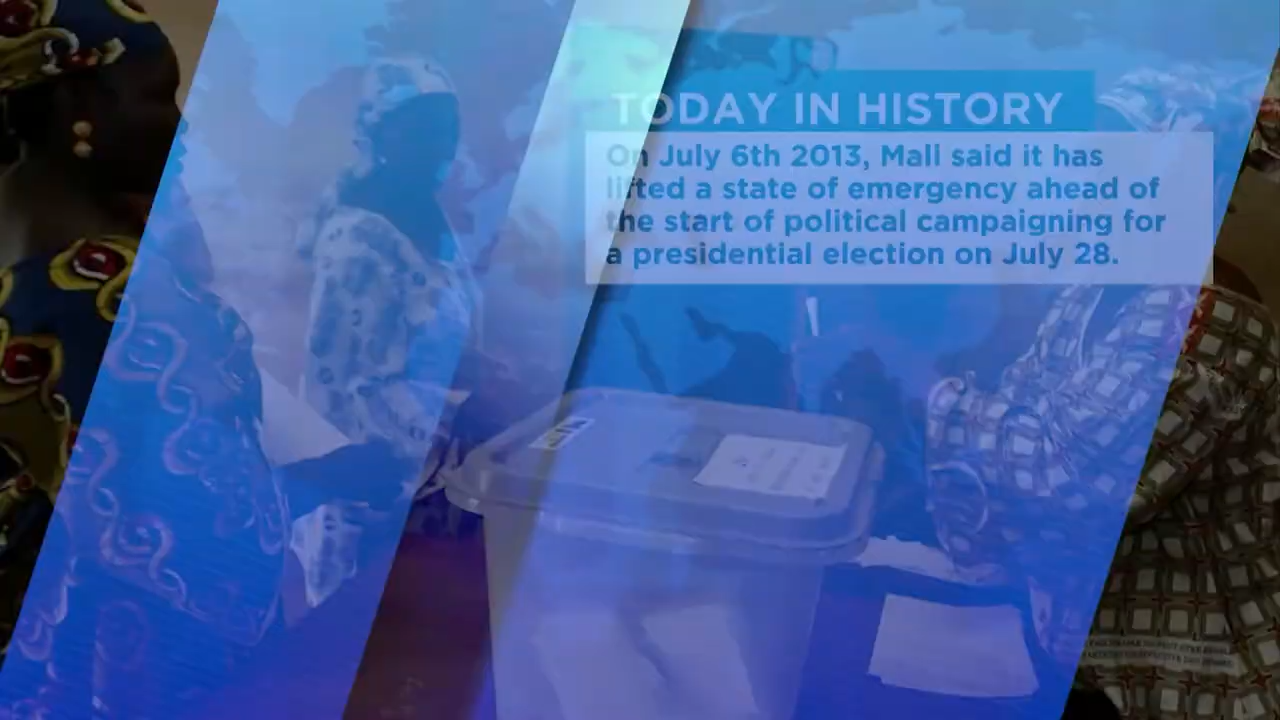 TODAY IN HISTORY
On July 6th 2013, Mali said it has
lifted a state of emergency ahead of
the start of political campaigning for
a presidential election on July 28.